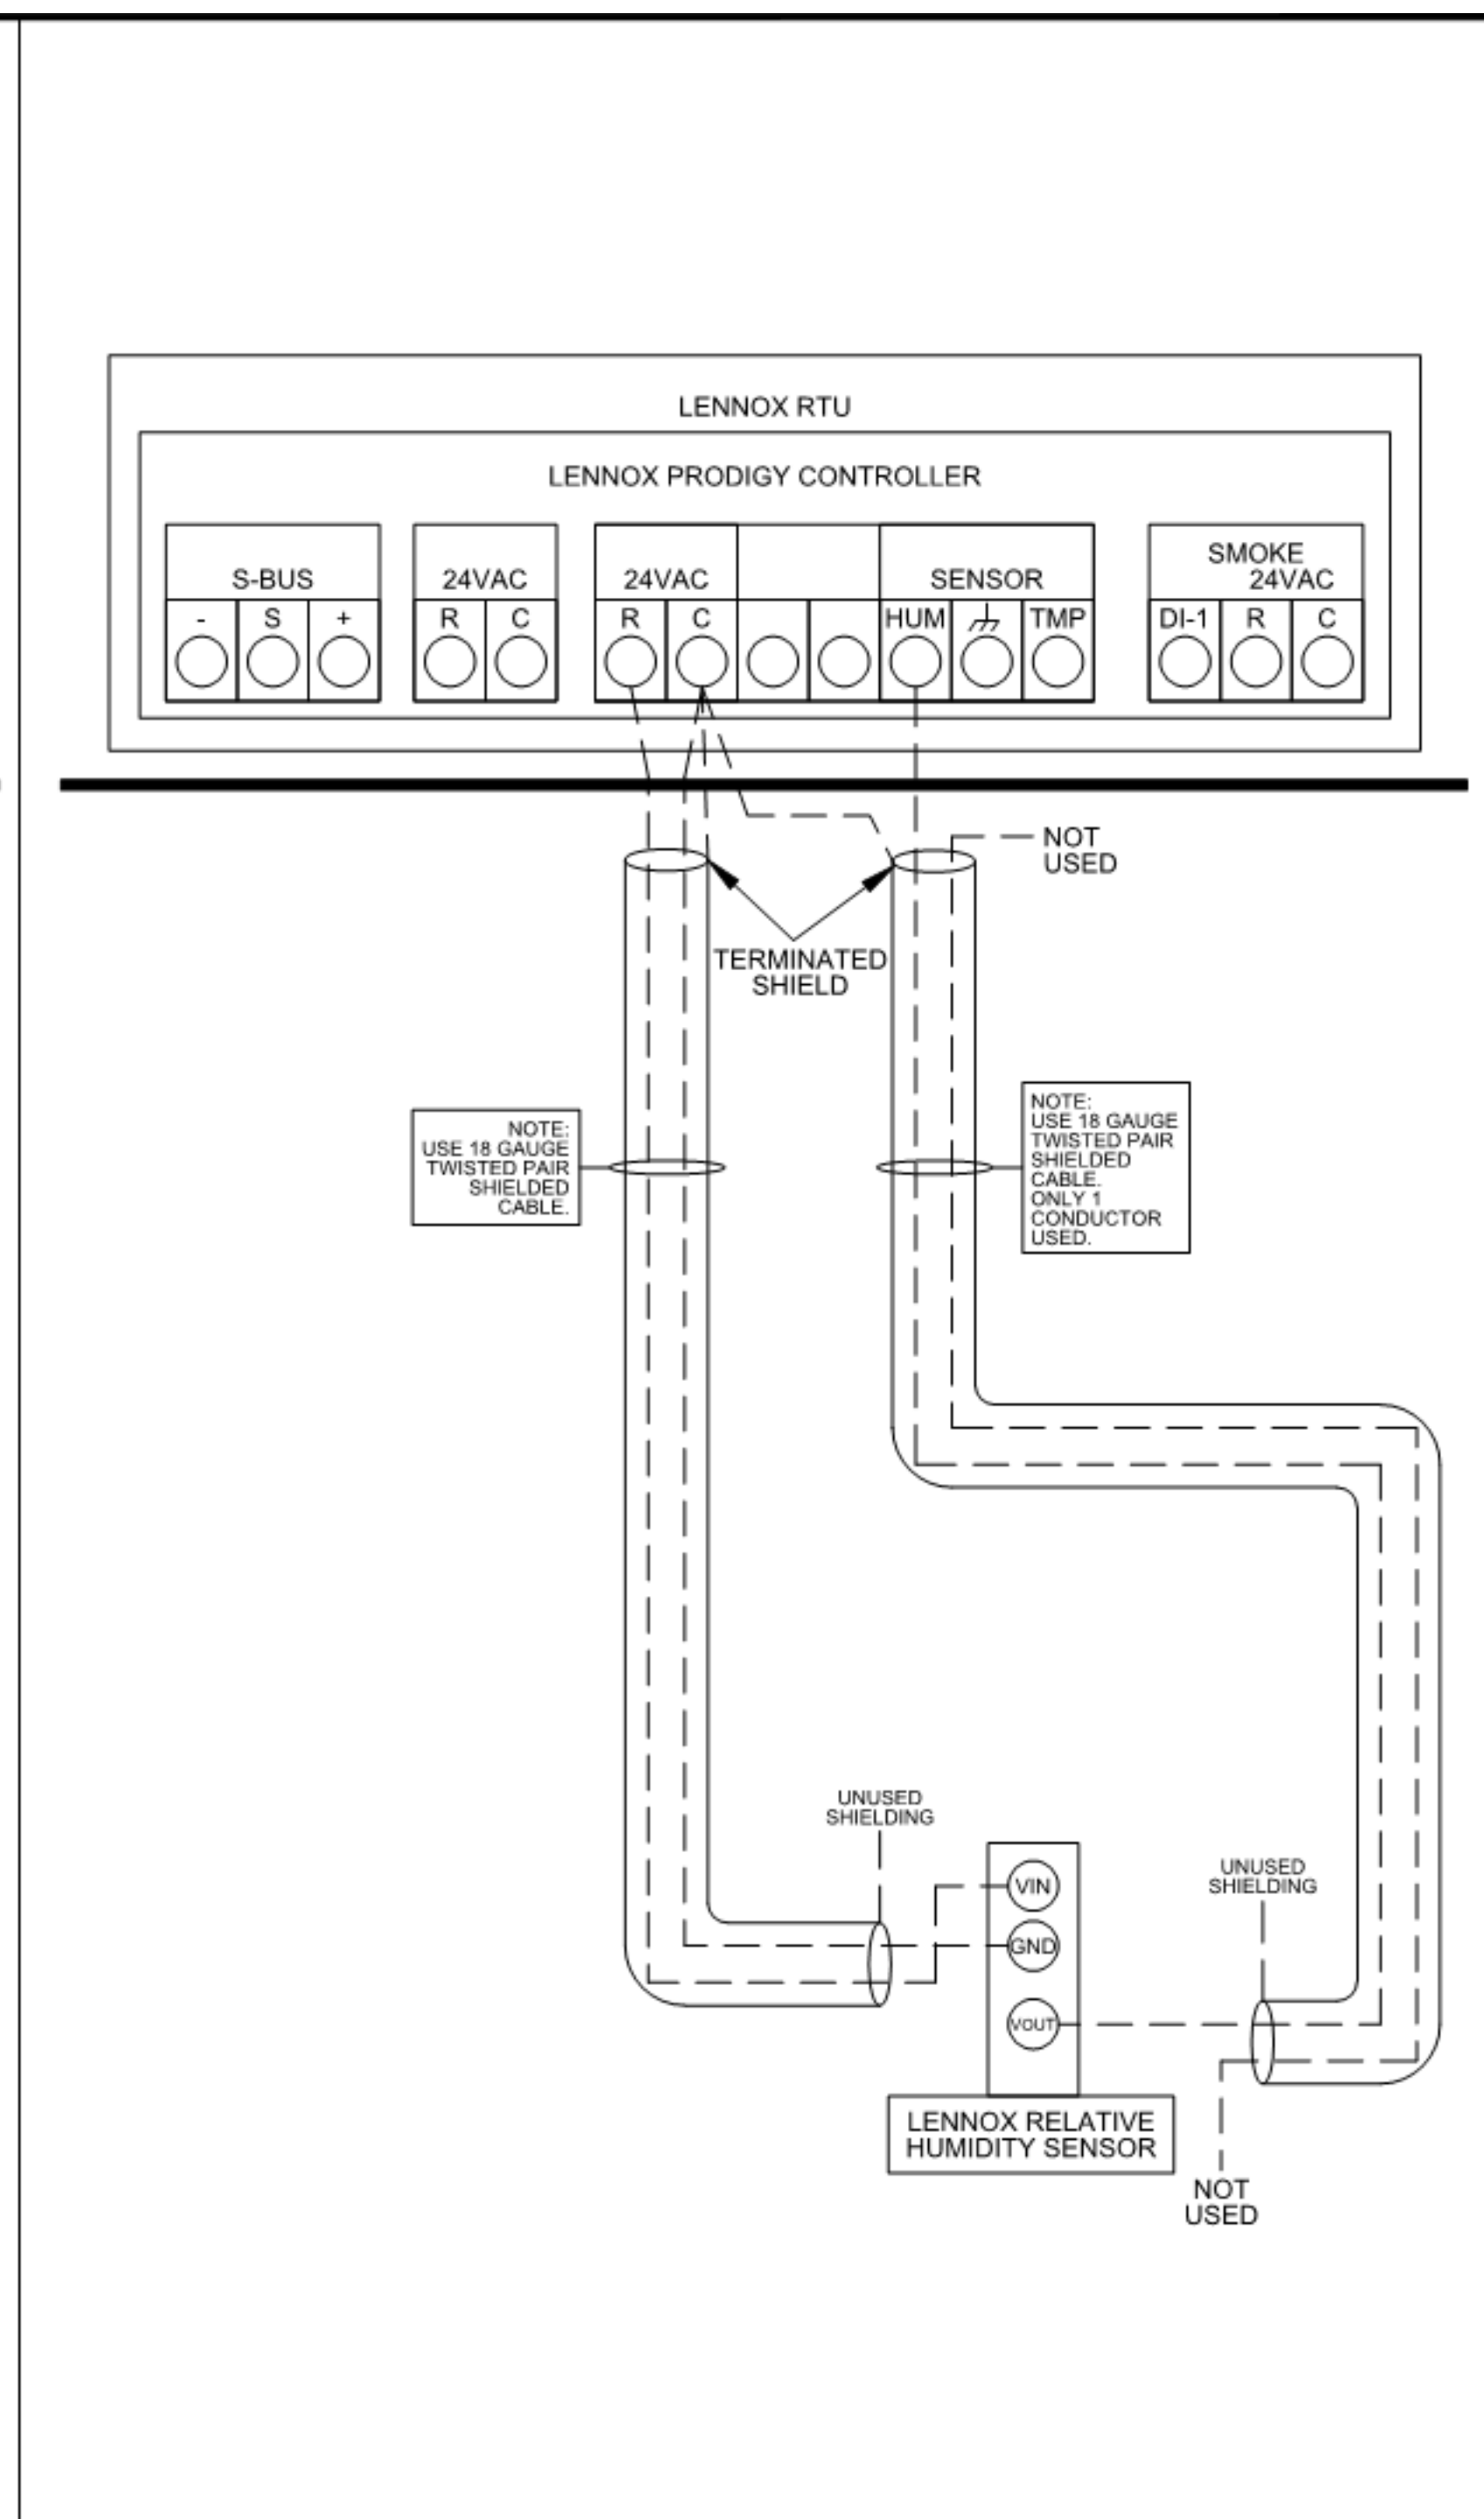 LENNOX RTU
LENNOX PRODIGY CONTROLLER
S-BUS
- S +
24VAC
R C
24VAC
R C
SENSOR
HUM TMP
SMOKE
24VAC
DI-1 R C
NOT
USED
TERMINATED
SHIELD
NOTE:
USE 18 GAUGE
TWISTED PAIR
SHIELDED
CABLE.
NOTE:
USE 18 GAUGE
TWISTED PAIR
SHIELDED
CABLE.
ONLY 1
CONDUCTOR
USED.
UNUSED
SHIELDING
VIN
GND
VOUT
UNUSED
SHIELDING
LENNOX RELATIVE
HUMIDITY SENSOR
NOT
USED